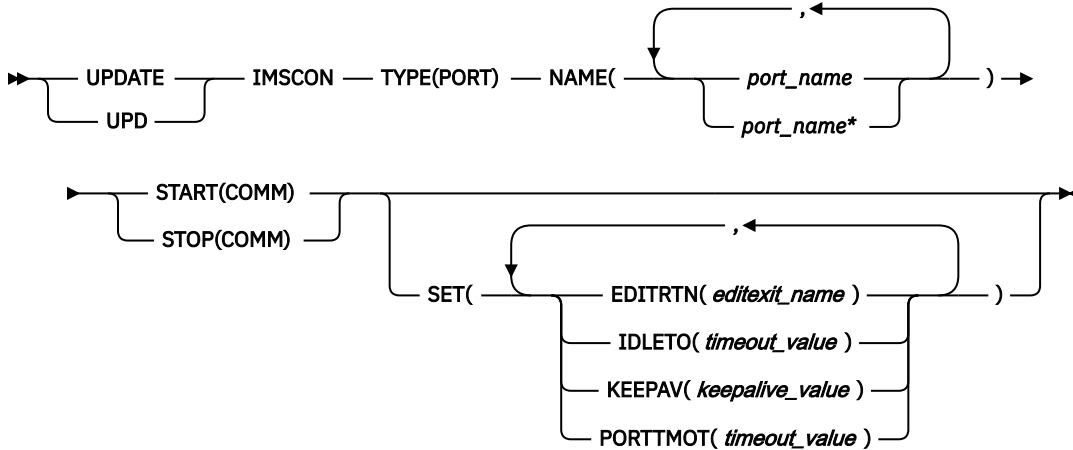 ,
UPDATE IMSCON TYPE(PORT) NAME( port_name )
UPD port_name*
START(COMM)
STOP(COMM)
,
SET( EDITRTN( editexit_name ) )
IDLETO( timeout_value )
KEEPAV( keepalive_value )
PORTTMOT( timeout_value )